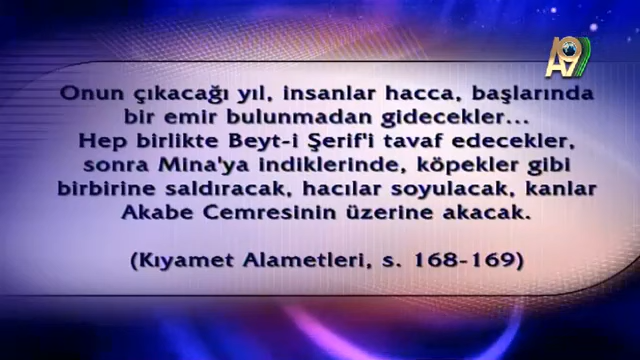 A9
Onun çıkacağı yıl, insanlar hacca, başlarında
bir emir bulunmadan gidecekler...
Hep birlikte Beyt-i Şerif'i tavaf edecekler,
sonra Mina'ya indiklerinde, köpekler gibi
birbirine saldıracak, hacılar soyulacak, kanlar
Akabe Cemresinin üzerine akacak.
(Kıyamet Alametleri, s. 168-169)